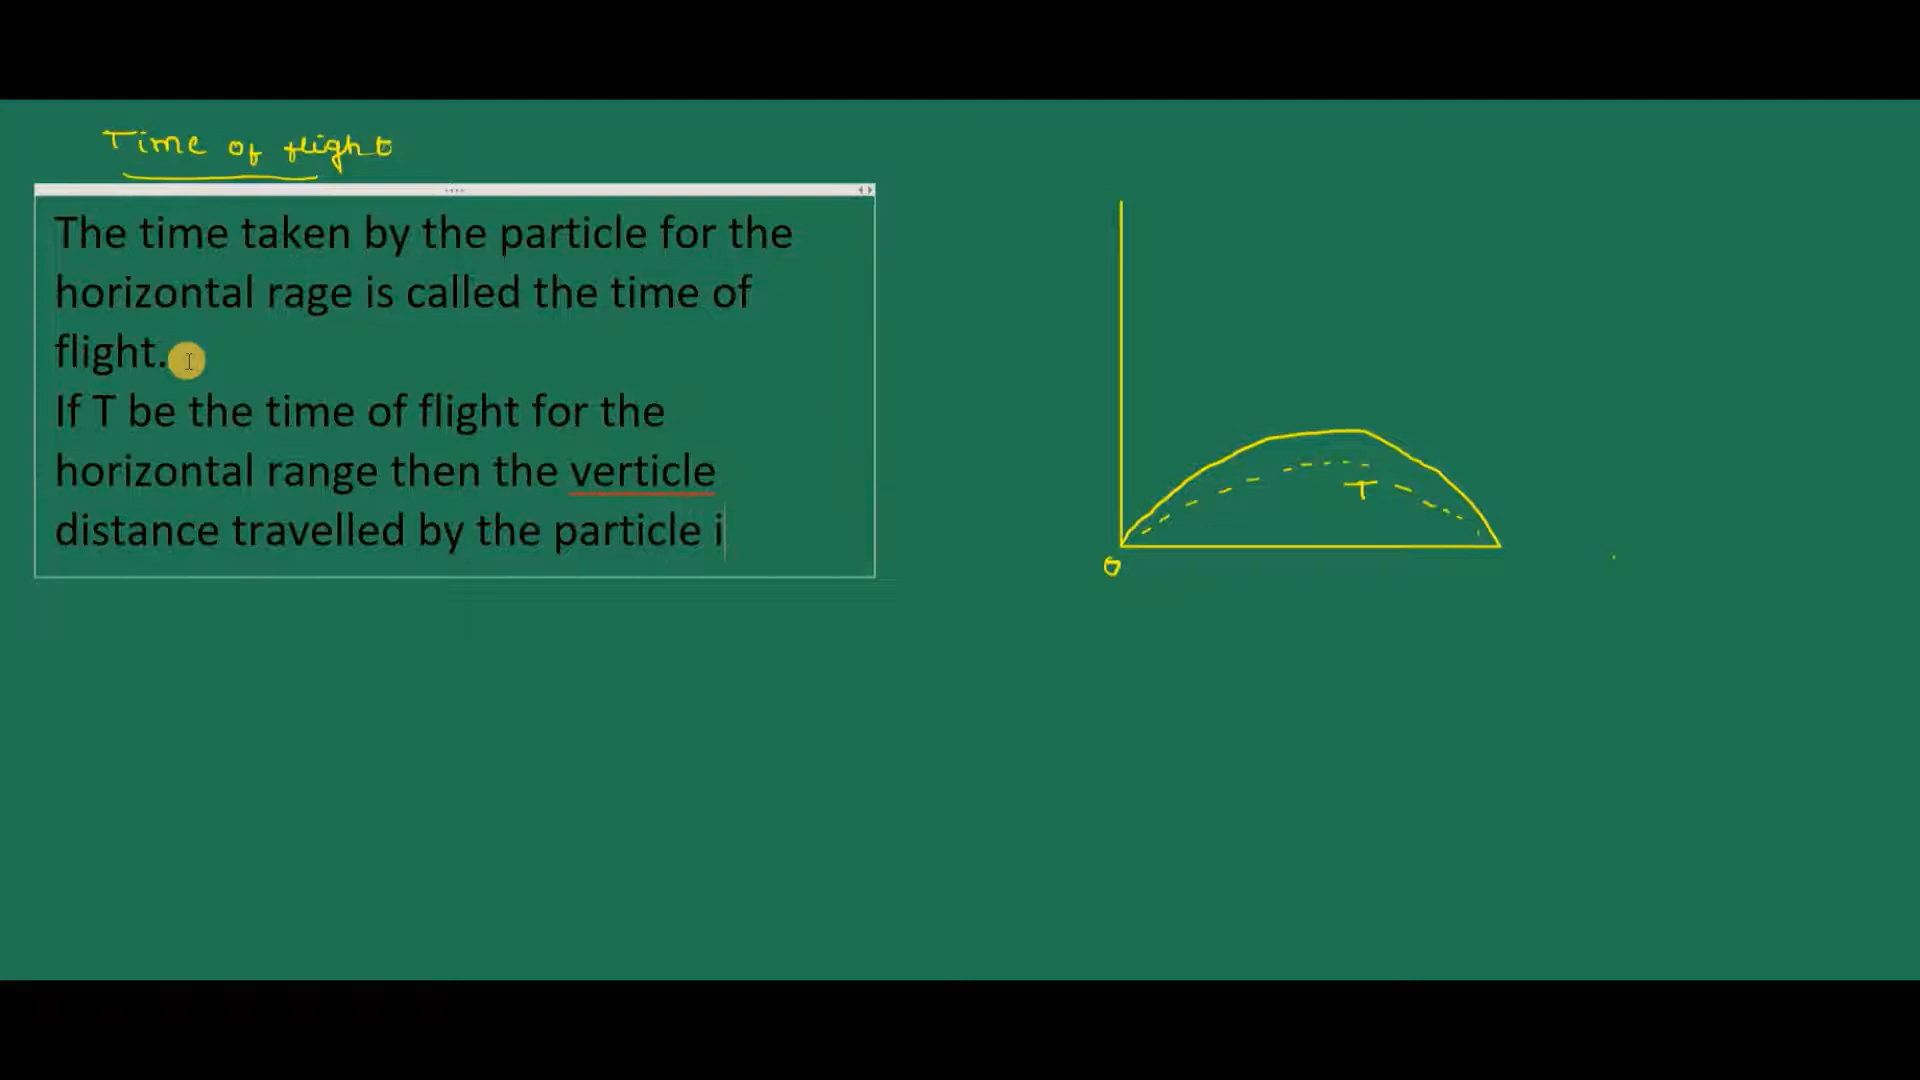 Time of flight
The time taken by the particle for the
horizontal rage is called the time of
flight.
If T be the time of flight for the
horizontal range then the verticle
distance travelled by the particle i
T
O